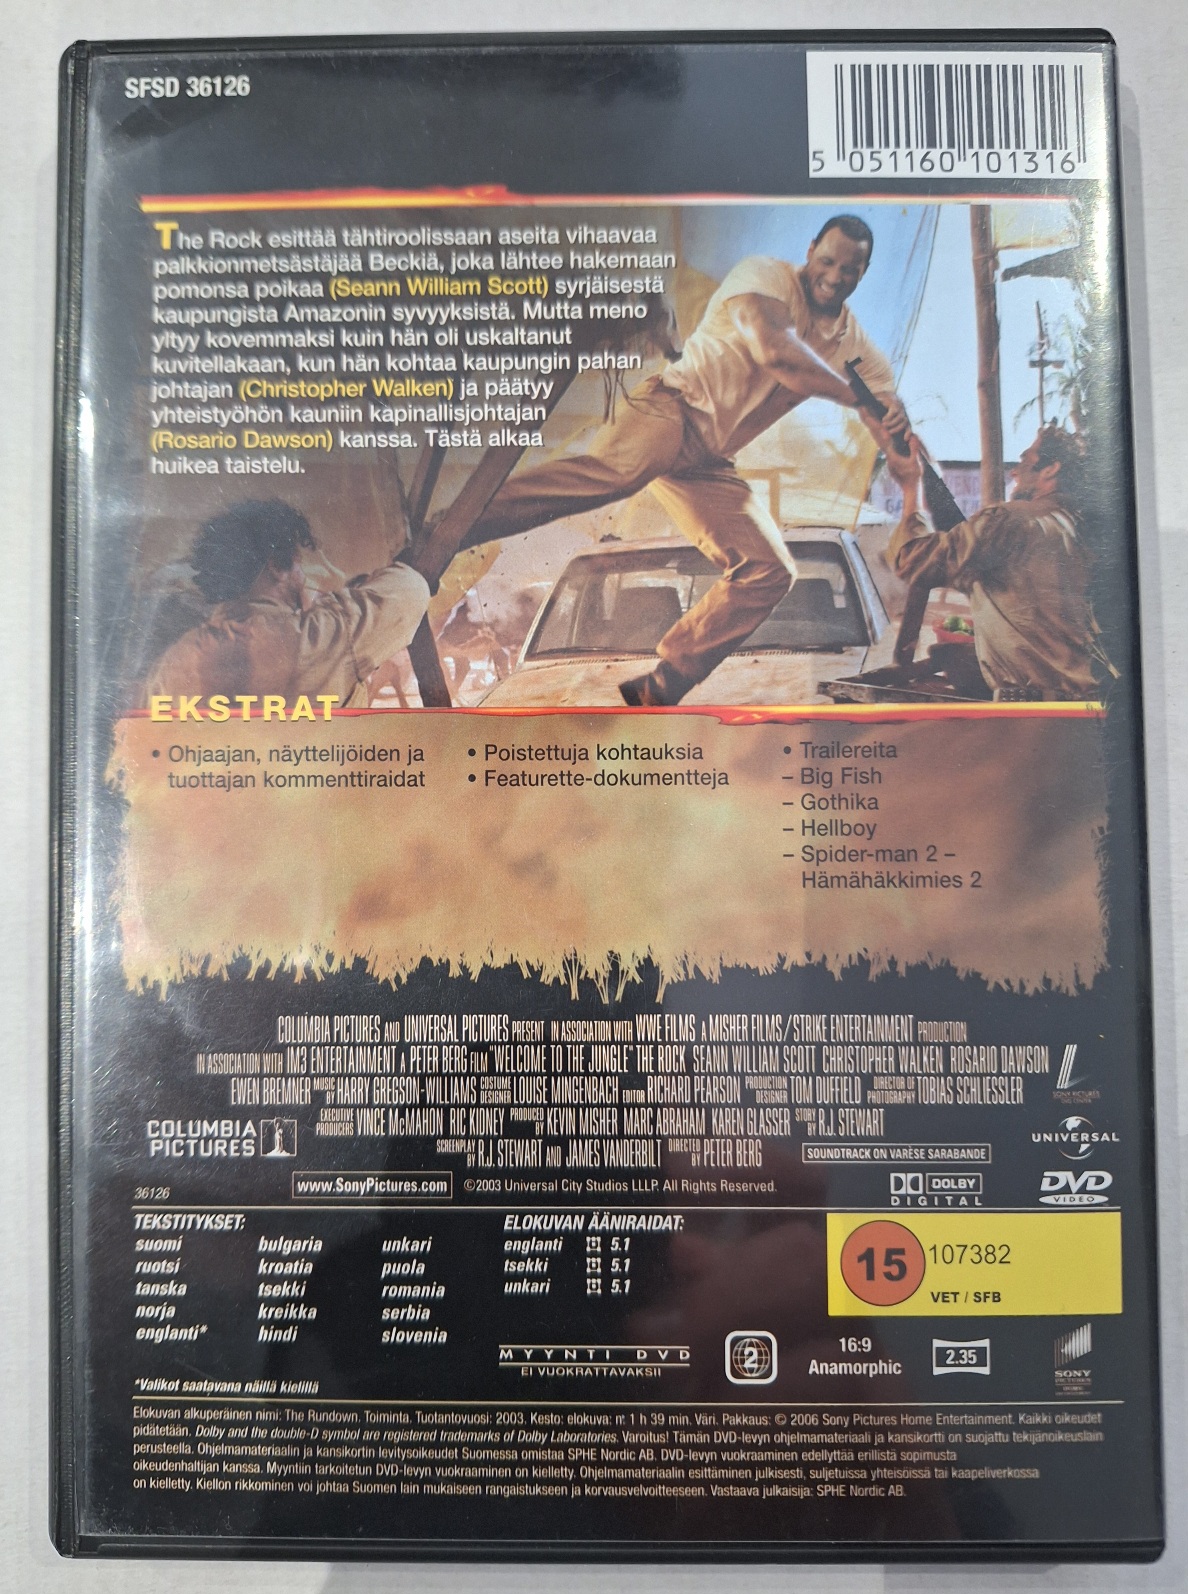 SFSD 36126
5 051160 101316
The Rock esittää tähtiroolissaan aseita vihaavaa
palkkionmetsästäjää Beckiä, joka lähtee hakemaan
pomonsa poikaa (Seann William Scott) syrjäisestä
kaupungista Amazonin syvyyksistä. Mutta meno
yltyy kovemmaksi kuin hän oli uskaltanut
kuvitellakaan, kun hän kohtaa kaupungin pahan
johtajan (Christopher Walken) ja päätyy
yhteistyöhön kauniin kapinallisjohtajan
(Rosario Dawson) kanssa. Tästä alkaa
huikea taistelu.
EKSTRAT
• Ohjaajan, näyttelijöiden ja
tuottajan kommenttiraidat
• Poistettuja kohtauksia
• Featurette-dokumentteja
• Trailereita
– Big Fish
– Gothika
– Hellboy
– Spider-man 2 –
Hämähäkkimies 2
COLUMBIA PICTURES AND UNIVERSAL PICTURES PRESENT IN ASSOCIATION WITH WWE FILMS A MISHER FILMS/STRIKE ENTERTAINMENT PRODUCTION
IN ASSOCIATION WITH IM3 ENTERTAINMENT A PETER BERG FILM "WELCOME TO THE JUNGLE" THE ROCK SEANN WILLIAM SCOTT CHRISTOPHER WALKEN ROSARIO DAWSON
EWEN BREMNER MUSIC BY HARRY GREGSON-WILLIAMS COSTUME DESIGNER LOUISE MINGENBACH EDITOR RICHARD PEARSON PRODUCTION DESIGNER TOM DUFFIELD DIRECTOR OF PHOTOGRAPHY TOBIAS SCHLIESSLER
EXECUTIVE PRODUCERS VINCE McMAHON RIC KIDNEY PRODUCED BY KEVIN MISHER MARC ABRAHAM KAREN GLASSER STORY BY R.J. STEWART
SCREENPLAY BY R.J. STEWART AND JAMES VANDERBILT DIRECTED BY PETER BERG
COLUMBIA
PICTURES
SOUNDTRACK ON VARÈSE SARABANDE
UNIVERSAL
36126
www.SonyPictures.com
©2003 Universal City Studios LLLP. All Rights Reserved.
DOLBY
DIGITAL
DVD
VIDEO
TEKSTITYKSET:
suomi
ruotsi
tanska
norja
englanti*
bulgaria
kroatia
tsekki
kreikka
hindi
unkari
puola
romania
serbia
slovenia
*Valikot saatavana näillä kielillä
ELOKUVAN ÄÄNIRAIDAT:
englanti 5.1
tsekki 5.1
unkari 5.1
15 107382
VET / SFB
MYYNTI DVD
EI VUOKRATTAVAKSI!
2
16:9
Anamorphic
2.35
SONY
PICTURES
Elokuvan alkuperäinen nimi: The Rundown. Toiminta. Tuotantovuosi: 2003. Kesto: elokuva: n: 1 h 39 min. Väri. Pakkaus: © 2006 Sony Pictures Home Entertainment. Kaikki oikeudet
pidätetään. Dolby and the double-D symbol are registered trademarks of Dolby Laboratories. Varoitus! Tämän DVD-levyn ohjelmamateriaali ja kansikortti on suojattu tekijänoikeuslain
perusteella. Ohjelmamateriaalin ja kansikortin levitysoikeudet Suomessa omistaa SPHE Nordic AB. DVD-levyn vuokraaminen edellyttää erillistä sopimusta
oikeudenhaltijan kanssa. Myyntiin tarkoitetun DVD-levyn vuokraaminen on kielletty. Ohjelmamateriaalin esittäminen julkisesti, suljetuissa yhteisöissä tai kaapeliverkossa
on kielletty. Kiellon rikkominen voi johtaa Suomen lain mukaiseen rangaistukseen ja korvausvelvoitteeseen. Vastaava julkaisija: SPHE Nordic AB.